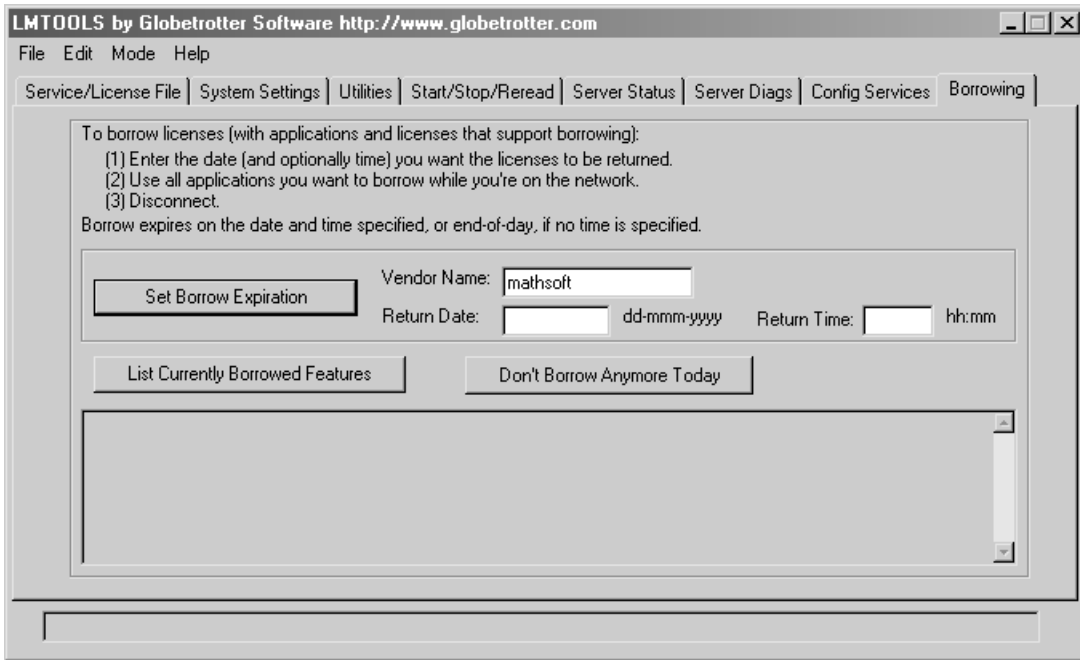 LMTOOLS by Globetrotter Software http://www.globetrotter.com
File Edit Mode Help
Service/License File System Settings Utilities Start/Stop/Reread Server Status Server Diags Config Services Borrowing
To borrow licenses (with applications and licenses that support borrowing):
(1) Enter the date (and optionally time) you want the licenses to be returned.
(2) Use all applications you want to borrow while you're on the network.
(3) Disconnect.
Borrow expires on the date and time specified, or end-of-day, if no time is specified.
Set Borrow Expiration
Vendor Name: mathsoft
Return Date: dd-mmm-yyyy Return Time: hh:mm
List Currently Borrowed Features Don't Borrow Anymore Today